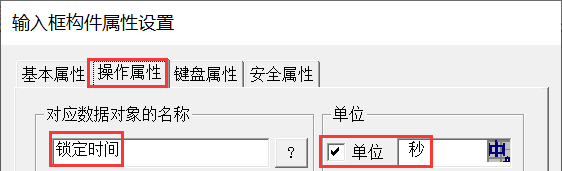 输入框构件属性设置
基本属性 操作属性 键盘属性 安全属性
对应数据对象的名称 单位
锁定时间 ? 单位 秒 中